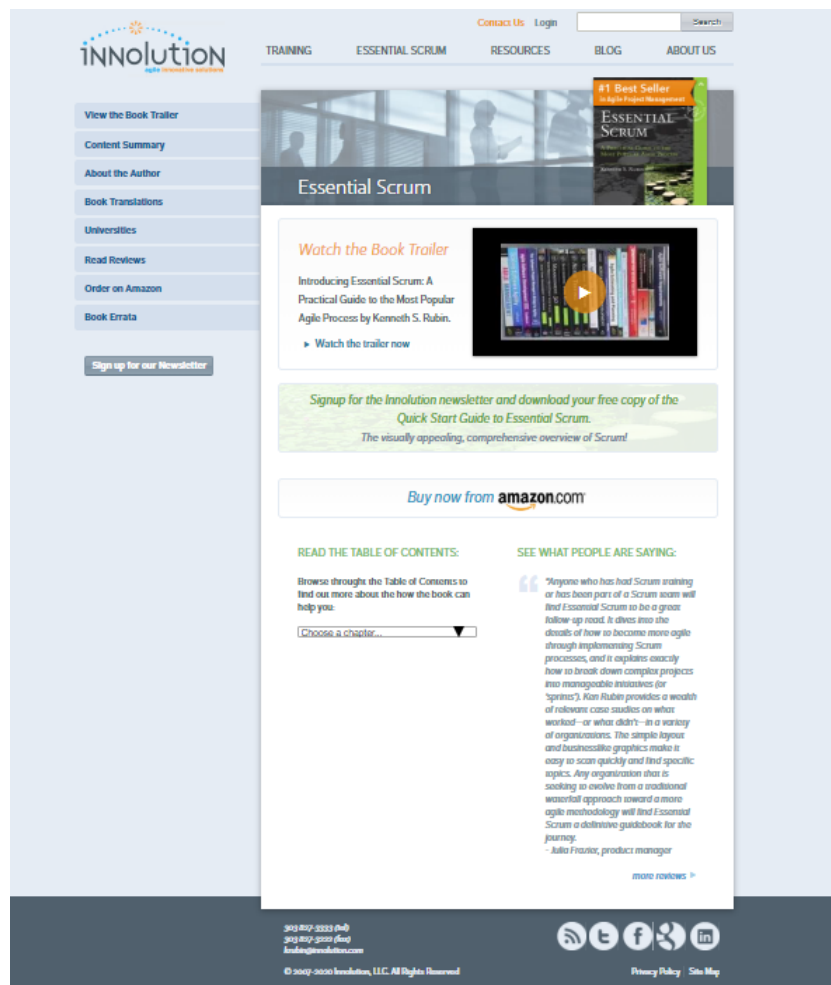 Contact Us Login
Search
iNNOLUTiON
agile innovative solutions
TRAINING ESSENTIAL SCRUM RESOURCES BLOG ABOUT US
#1 Best Seller
in Agile Project Management
ESSENTIAL
SCRUM
Essential Scrum
View the Book Trailer
Content Summary
About the Author
Book Translations
Universities
Read Reviews
Order on Amazon
Book Errata
Sign up for our Newsletter
Watch the Book Trailer
Introducing Essential Scrum: A
Practical Guide to the Most Popular
Agile Process by Kenneth S. Rubin.
Watch the trailer now
Signup for the Innolution newsletter and download your free copy of the
Quick Start Guide to Essential Scrum.
The visually appealing, comprehensive overview of Scrum!
Buy now from amazon.com
READ THE TABLE OF CONTENTS:
Browse throught the Table of Contents to
find out more about the how the book can
help you:
Choose a chapter...
SEE WHAT PEOPLE ARE SAYING:
"Anyone who has had Scrum training
or has been part of a Scrum team will
find Essential Scrum to be a great
follow-up read. It dives into the
details of how to become more agile
through implementing Scrum
processes, and it explains exactly
how to break down complex projects
into manageable initiatives (or
'sprints'). Ken Rubin provides a wealth
of relevant case studies on what
worked—or what didn't—in a variety
of organizations. The simple layout
and businesslike graphics make it
easy to scan quickly and find specific
topics. Any organization that is
seeking to evolve from a traditional
waterfall approach toward a more
agile methodology will find Essential
Scrum a definitive guidebook for the
journey.
– Julia Frazier, product manager
more reviews
303 827-3333 (tel)
303 827-3222 (fax)
krubin@innolution.com
© 2007-2020 Innolution, LLC. All Rights Reserved
Privacy Policy | Site Map